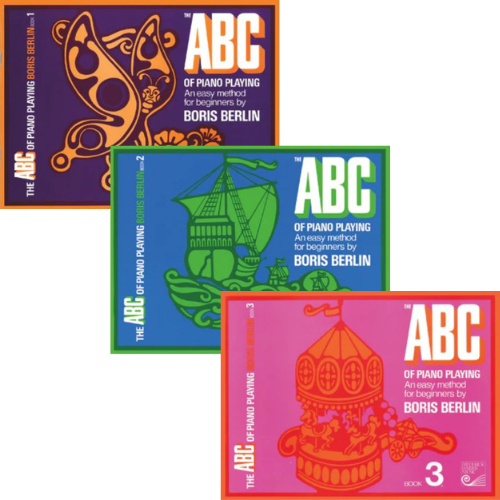 THE ABC OF PIANO PLAYING BORIS BERLIN BOOK 1
THE
ABC
OF PIANO PLAYING
An easy method
for beginners by
BORIS BERLIN
THE ABC OF PIANO PLAYING BORIS BERLIN BOOK 2
THE
ABC
OF PIANO PLAYING
An easy method
for beginners by
BORIS BERLIN
THE ABC OF PIANO PLAYING BORIS BERLIN BOOK 3
THE
ABC
OF PIANO PLAYING
An easy method
for beginners by
BORIS BERLIN
BOOK 3